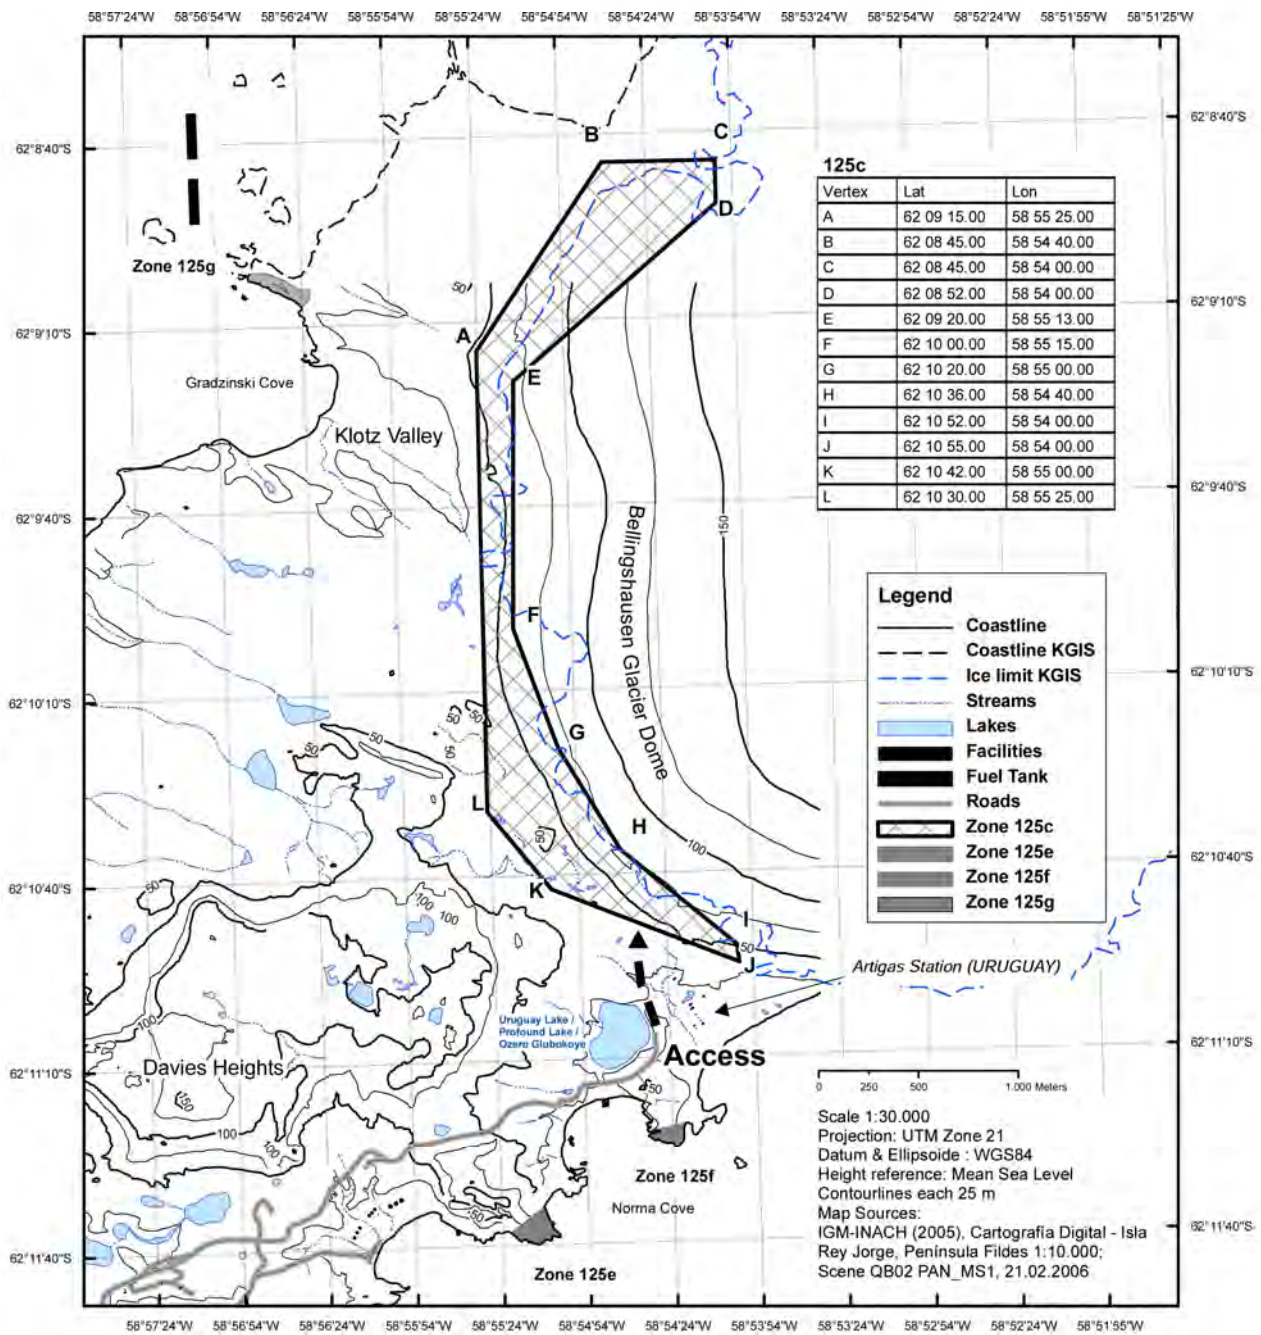 58°57'24"W 58°56'54"W 58°56'24"W 58°55'54"W 58°55'24"W 58°54'54"W 58°54'24"W 58°53'54"W 58°53'24"W 58°52'54"W 58°52'24"W 58°51'55"W 58°51'25"W
62°8'40"S
62°9'10"S
62°9'40"S
62°10'10"S
62°10'40"S
62°11'10"S
62°11'40"S
B
C
D
A
E
F
G
H
I
J
K
L
Zone 125g
Gradzinski Cove
Klotz Valley
Bellingshausen Glacier Dome
50
50
50
50
50
50
50
50
50
50
50
100
100
100
100
100
100
150
150
Davies Heights
Uruguay Lake /
Profound Lake /
Ozero Glubokoye
Access
Artigas Station (URUGUAY)
Zone 125f
Norma Cove
Zone 125e
125c
Vertex Lat Lon
A 62 09 15.00 58 55 25.00
B 62 08 45.00 58 54 40.00
C 62 08 45.00 58 54 00.00
D 62 08 52.00 58 54 00.00
E 62 09 20.00 58 55 13.00
F 62 10 00.00 58 55 15.00
G 62 10 20.00 58 55 00.00
H 62 10 36.00 58 54 40.00
I 62 10 52.00 58 54 00.00
J 62 10 55.00 58 54 00.00
K 62 10 42.00 58 55 00.00
L 62 10 30.00 58 55 25.00
62°8'40"S
62°9'10"S
62°9'40"S
62°10'10"S
62°10'40"S
62°11'10"S
62°11'40"S
Legend
Coastline
Coastline KGIS
Ice limit KGIS
Streams
Lakes
Facilities
Fuel Tank
Roads
Zone 125c
Zone 125e
Zone 125f
Zone 125g
0 250 500 1.000 Meters
Scale 1:30.000
Projection: UTM Zone 21
Datum & Ellipsoide : WGS84
Height reference: Mean Sea Level
Contourlines each 25 m
Map Sources:
IGM-INACH (2005), Cartografía Digital - Isla
Rey Jorge, Península Fildes 1:10.000;
Scene QB02 PAN_MS1, 21.02.2006
58°57'24"W 58°56'54"W 58°56'24"W 58°55'54"W 58°55'24"W 58°54'54"W 58°54'24"W 58°53'54"W 58°53'24"W 58°52'54"W 58°52'24"W 58°51'55"W